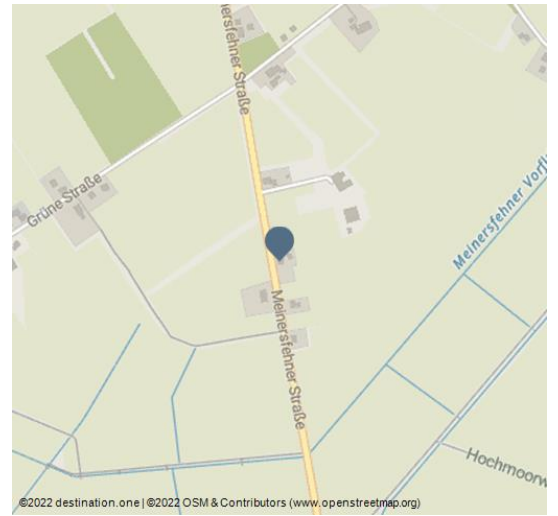 Meinersfehner Straße
Grüne Straße
Meinersfehner Vorfl
Meinersfehner Straße
Hochmoorw
©2022 destination.one | ©2022 OSM & Contributors (www.openstreetmap.org)